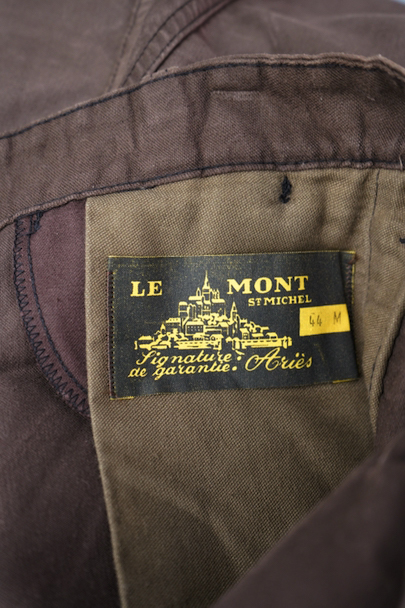 LE MONT
ST MICHEL
44 M
Signature:
de garantie: Ariès